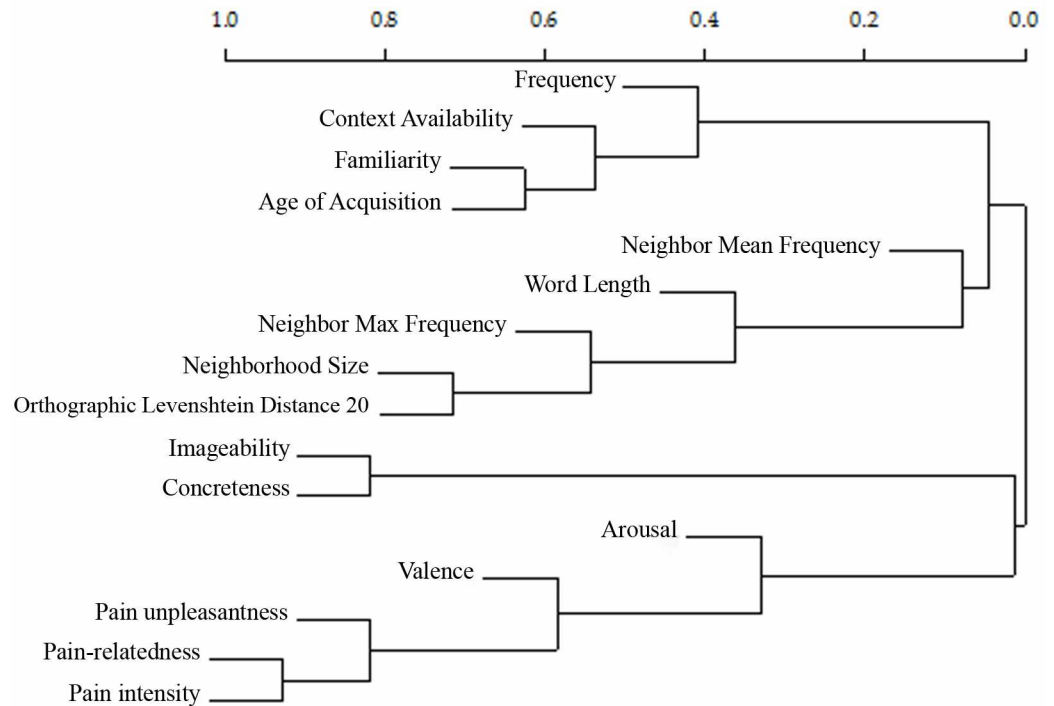 1.0 0.8 0.6 0.4 0.2 0.0
Frequency
Context Availability
Familiarity
Age of Acquisition
Neighbor Mean Frequency
Word Length
Neighbor Max Frequency
Neighborhood Size
Orthographic Levenshtein Distance 20
Imageability
Concreteness
Arousal
Valence
Pain unpleasantness
Pain-relatedness
Pain intensity